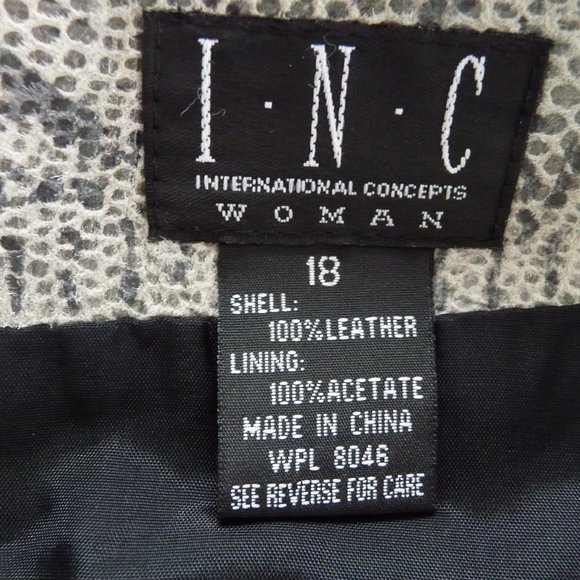 I·N·C
INTERNATIONAL CONCEPTS
WOMAN
18
SHELL:
100%LEATHER
LINING:
100%ACETATE
MADE IN CHINA
WPL 8046
SEE REVERSE FOR CARE